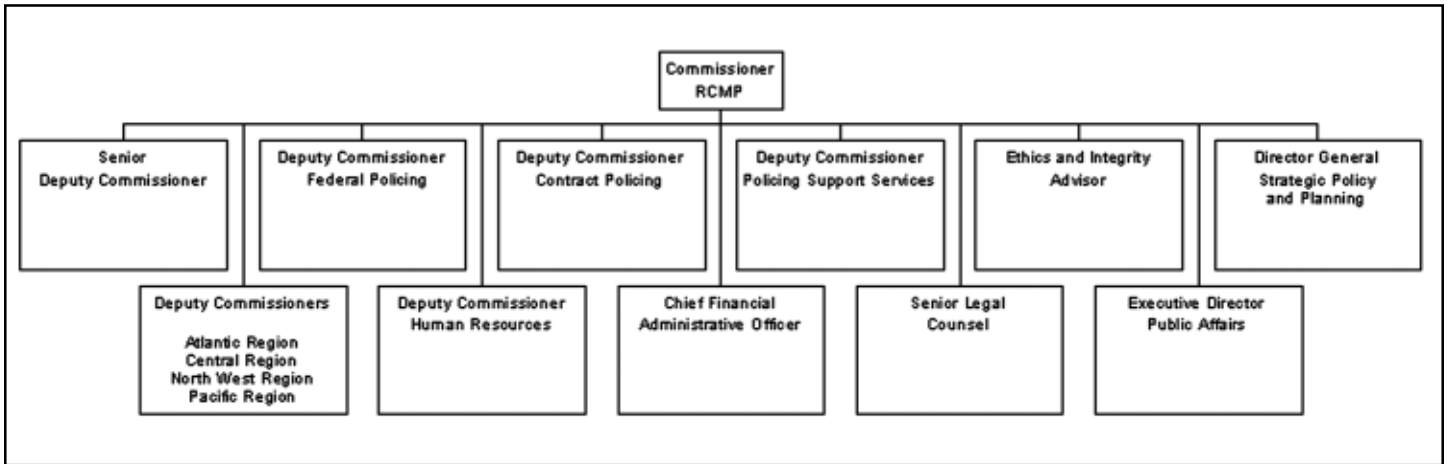 Commissioner
RCMP
Senior
Deputy Commissioner
Deputy Commissioner
Federal Policing
Deputy Commissioner
Contract Policing
Deputy Commissioner
Policing Support Services
Ethics and Integrity
Advisor
Director General
Strategic Policy
and Planning
Deputy Commissioners
Atlantic Region
Central Region
North West Region
Pacific Region
Deputy Commissioner
Human Resources
Chief Financial
Administrative Officer
Senior Legal
Counsel
Executive Director
Public Affairs